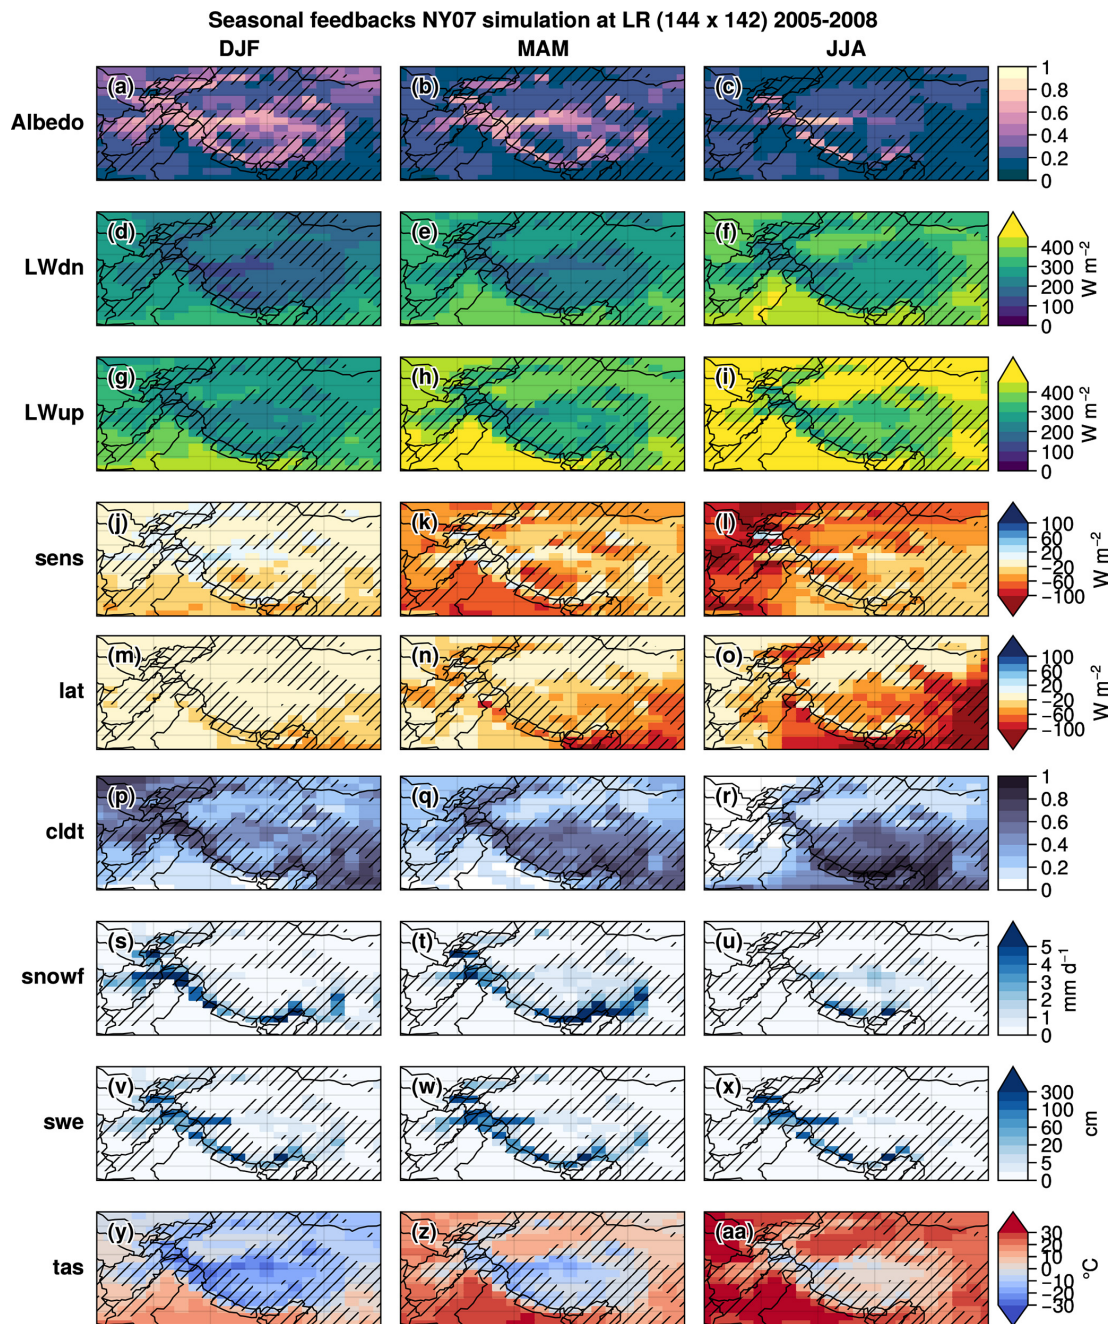 Seasonal feedbacks NY07 simulation at LR (144 x 142) 2005-2008
DJF MAM JJA
Albedo (a) (b) (c)
1
0.8
0.6
0.4
0.2
0
LWdn (d) (e) (f)
400
300
200
100
0
W m⁻²
LWup (g) (h) (i)
400
300
200
100
0
W m⁻²
sens (j) (k) (l)
100
60
20
−20
−60
−100
W m⁻²
lat (m) (n) (o)
100
60
20
−20
−60
−100
W m⁻²
cldt (p) (q) (r)
1
0.8
0.6
0.4
0.2
0
snowf (s) (t) (u)
5
4
3
2
1
0
mm d⁻¹
swe (v) (w) (x)
300
100
60
20
5
0
cm
tas (y) (z) (aa)
30
20
10
0
−10
−20
−30
°C